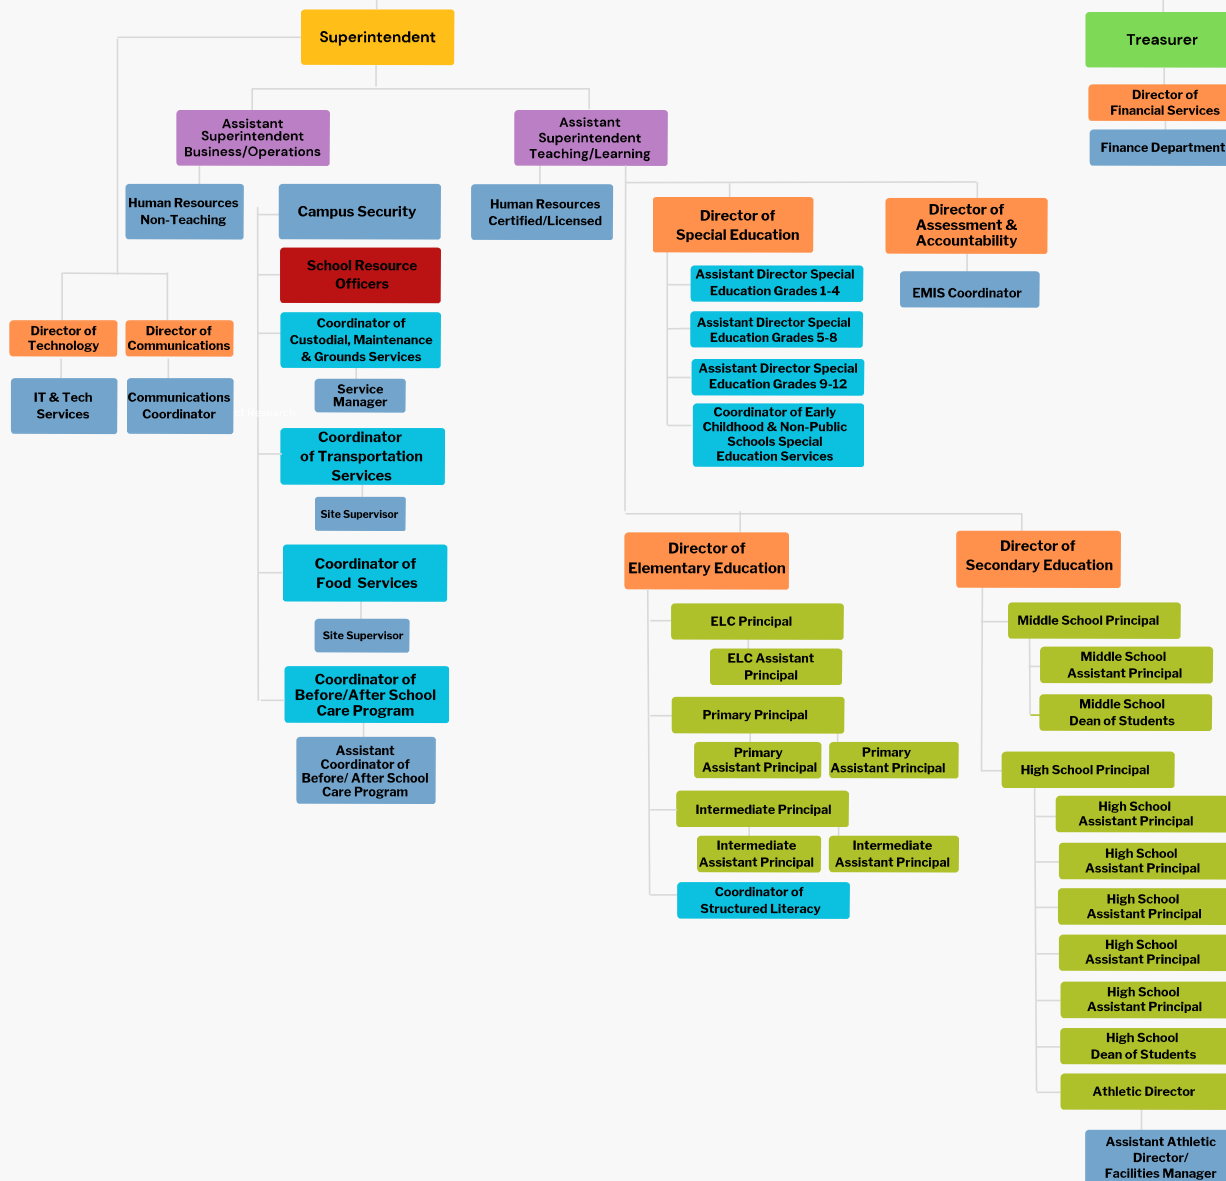 Superintendent
Treasurer
Director of
Financial Services
Finance Department
Assistant
Superintendent
Business/Operations
Assistant
Superintendent
Teaching/Learning
Human Resources
Non-Teaching
Campus Security
School Resource
Officers
Coordinator of
Custodial, Maintenance
& Grounds Services
Service
Manager
Coordinator
of Transportation
Services
Site Supervisor
Coordinator of
Food Services
Site Supervisor
Coordinator of
Before/After School
Care Program
Assistant
Coordinator of
Before/ After School
Care Program
Director of
Technology
IT & Tech
Services
Director of
Communications
Communications
Coordinator
Human Resources
Certified/Licensed
Director of
Special Education
Assistant Director Special
Education Grades 1-4
Assistant Director Special
Education Grades 5-8
Assistant Director Special
Education Grades 9-12
Coordinator of Early
Childhood & Non-Public
Schools Special
Education Services
Director of
Assessment &
Accountability
EMIS Coordinator
Director of
Elementary Education
ELC Principal
ELC Assistant
Principal
Primary Principal
Primary
Assistant Principal
Primary
Assistant Principal
Intermediate Principal
Intermediate
Assistant Principal
Intermediate
Assistant Principal
Coordinator of
Structured Literacy
Director of
Secondary Education
Middle School Principal
Middle School
Assistant Principal
Middle School
Dean of Students
High School Principal
High School
Assistant Principal
High School
Assistant Principal
High School
Assistant Principal
High School
Assistant Principal
High School
Assistant Principal
High School
Dean of Students
Athletic Director
Assistant Athletic
Director/
Facilities Manager